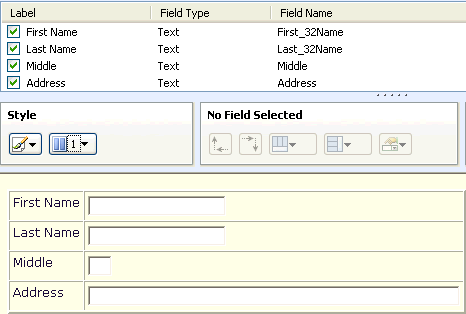 Label Field Type Field Name
First Name Text First_32Name
Last Name Text Last_32Name
Middle Text Middle
Address Text Address
Style No Field Selected
1
First Name
Last Name
Middle
Address